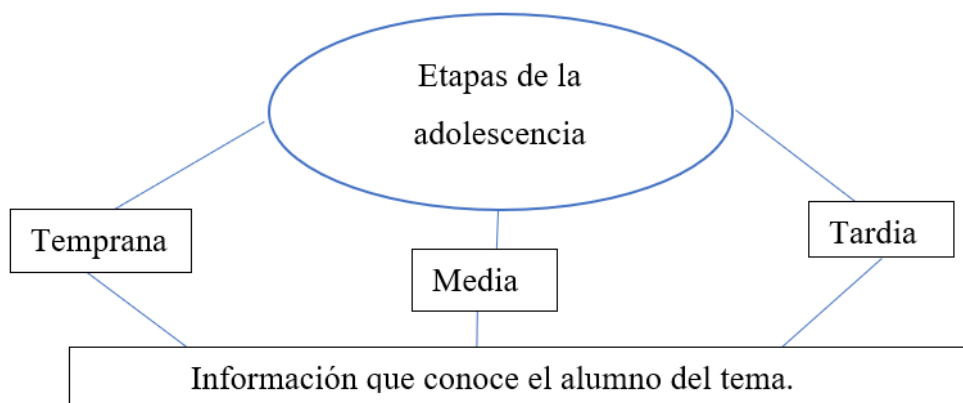 Etapas de la
adolescencia
Temprana
Media
Tardia
Información que conoce el alumno del tema.